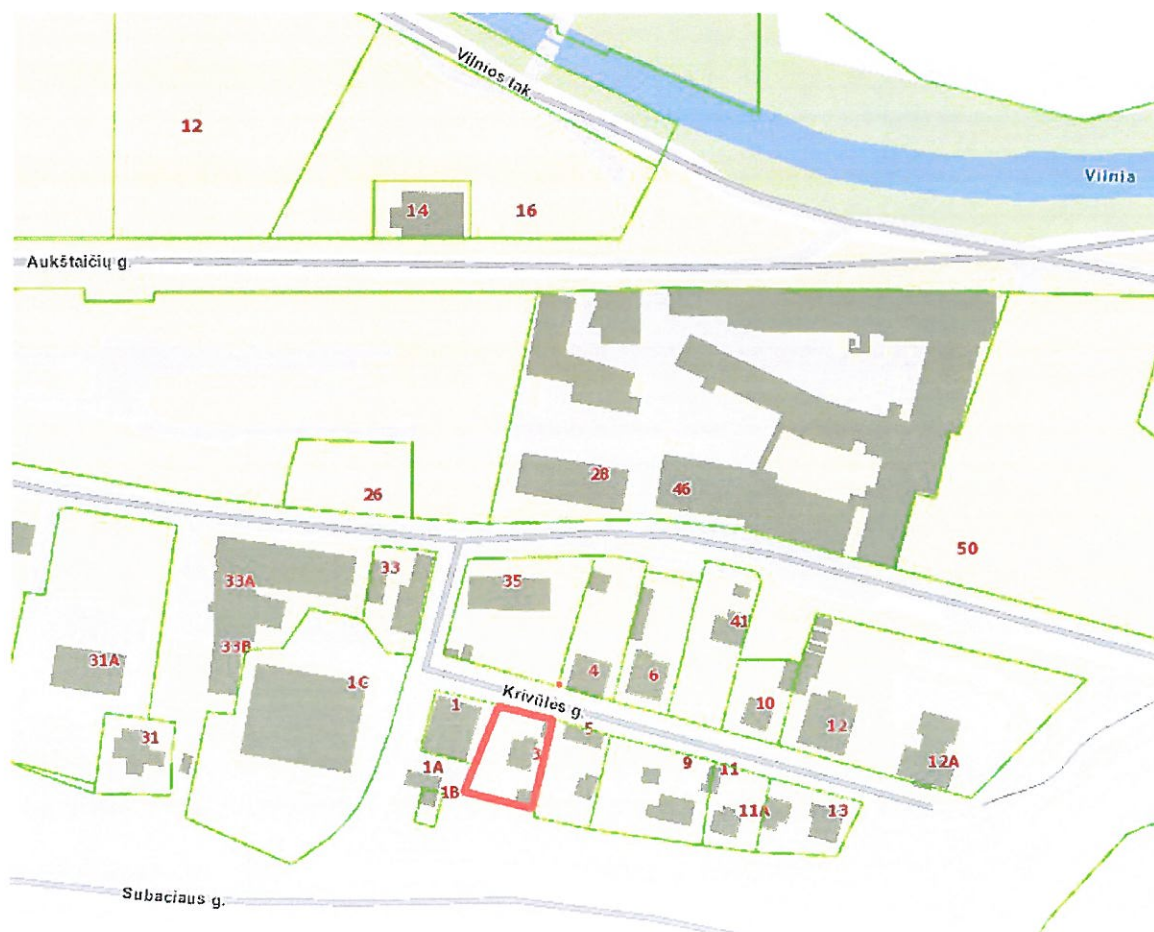 Vilnios tak.
12
Vilnia
14
16
Aukštaičių g.
28
46
26
50
33
35
33A
41
33B
31A
4
6
1C
Krivūlės g.
10
1
5
12
31
3
12A
9
11
1A
1B
11A
13
Subačiaus g.